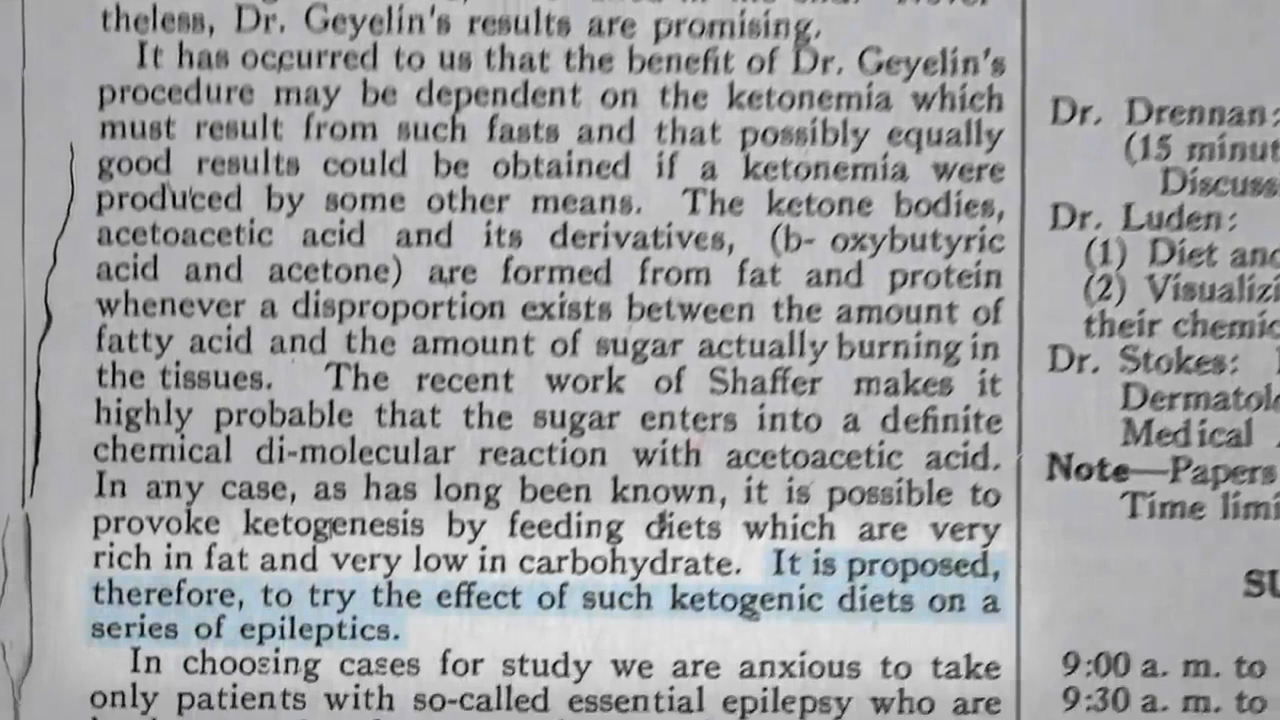 theless, Dr. Geyelin's results are promising.
It has occurred to us that the benefit of Dr. Geyelin's
procedure may be dependent on the ketonemia which
must result from such fasts and that possibly equally
good results could be obtained if a ketonemia were
produced by some other means. The ketone bodies,
acetoacetic acid and its derivatives, (b- oxybutyric
acid and acetone) are formed from fat and protein
whenever a disproportion exists between the amount of
fatty acid and the amount of sugar actually burning in
the tissues. The recent work of Shaffer makes it
highly probable that the sugar enters into a definite
chemical di-molecular reaction with acetoacetic acid.
In any case, as has long been known, it is possible to
provoke ketogenesis by feeding diets which are very
rich in fat and very low in carbohydrate. It is proposed,
therefore, to try the effect of such ketogenic diets on a
series of epileptics.
In choosing cases for study we are anxious to take
only patients with so-called essential epilepsy who are
Dr. Drennan:
(15 minut
Discuss
Dr. Luden:
(1) Diet and
(2) Visualizi
their chemic
Dr. Stokes:
Dermatol
Medical
Note—Papers
Time limi
SU
9:00 a. m. to
9:30 a. m. to